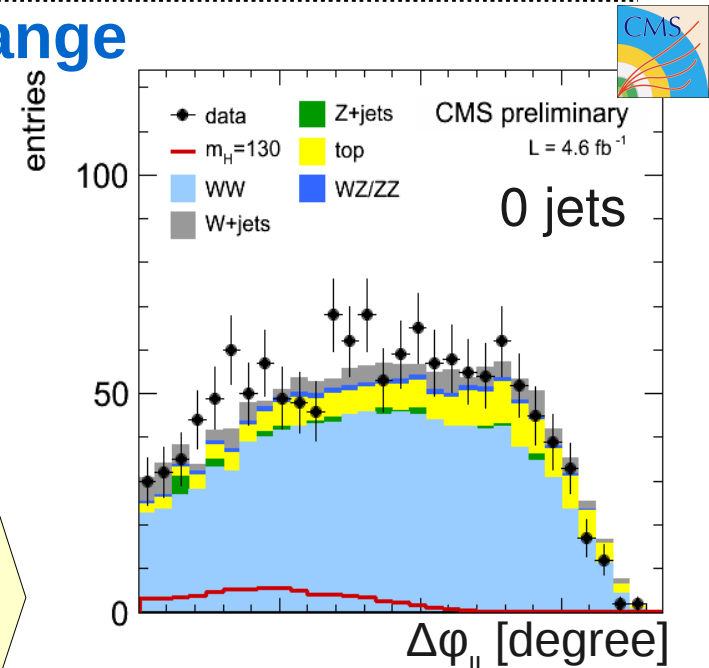 ange
CMS
entries
data
Z+jets
CMS preliminary
m_H=130
top
L = 4.6 fb⁻¹
WW
WZ/ZZ
0 jets
W+jets
100
50
0
Δφ_ll [degree]